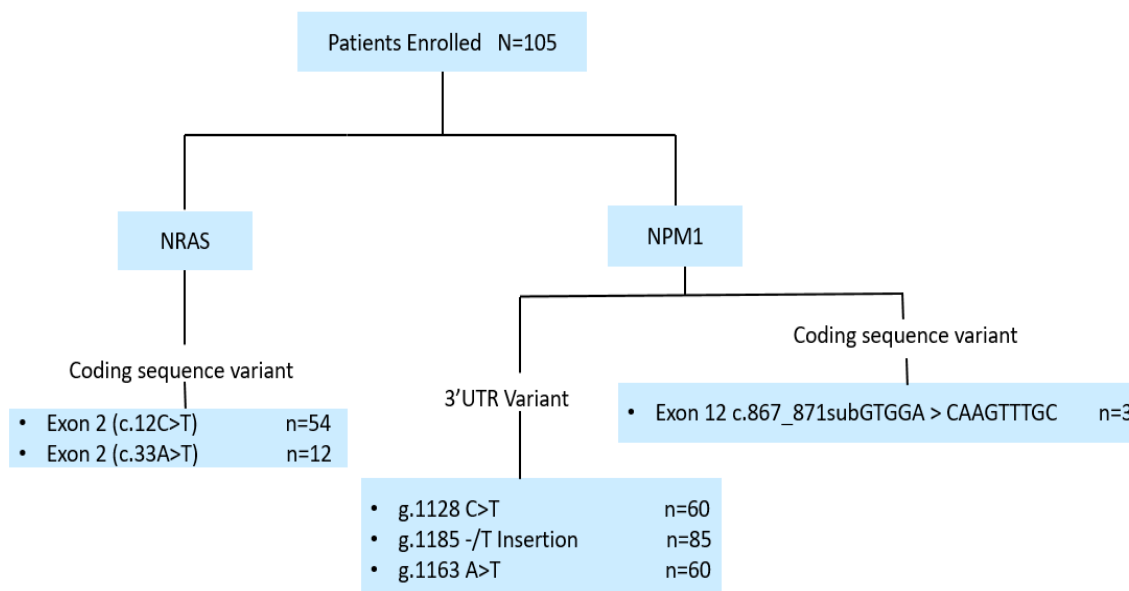 Patients Enrolled N=105
NRAS
NPM1
Coding sequence variant
• Exon 2 (c.12C>T) n=54
• Exon 2 (c.33A>T) n=12
3'UTR Variant
• g.1128 C>T n=60
• g.1185 -/T Insertion n=85
• g.1163 A>T n=60
Coding sequence variant
• Exon 12 c.867_871subGTGGA > CAAGTTTGC n=3